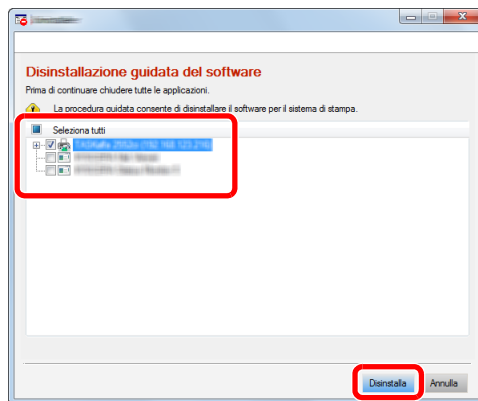 Disinstallazione guidata del software
Prima di continuare chiudere tutte le applicazioni.
La procedura guidata consente di disinstallare il software per il sistema di stampa.
Seleziona tutti
Disinstalla Annulla